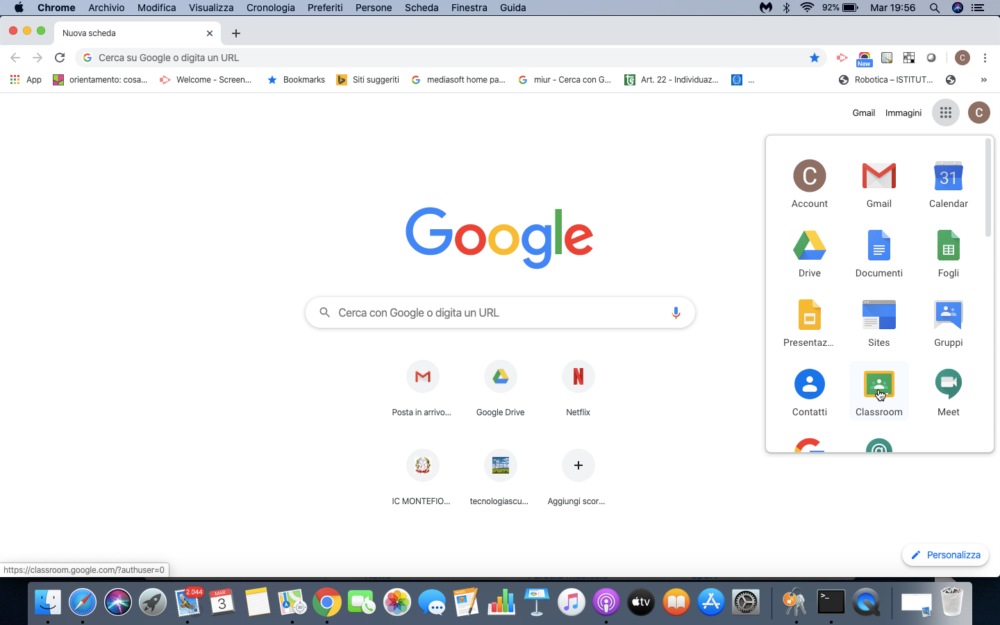 Chrome Archivio Modifica Visualizza Cronologia Preferiti Persone Scheda Finestra Guida 92% Mar 19:56
Nuova scheda
Cerca su Google o digita un URL
New
C
App orientamento: cosa... Welcome - Screen... Bookmarks Siti suggeriti mediasoft home pa... miur - Cerca con G... Art. 22 - Individuaz... ... Robotica – ISTITUT... »
Gmail Immagini C
C 31
Account Gmail Calendar
Drive Documenti Fogli
Presentaz... Sites Gruppi
Contatti Classroom Meet
Google
Cerca con Google o digita un URL
Posta in arrivo... Google Drive Netflix
IC MONTEFIO... tecnologiascu... Aggiungi scor...
Personalizza
https://classroom.google.com/?authuser=0
2.044
MAR
3
3D
PAGES
tv